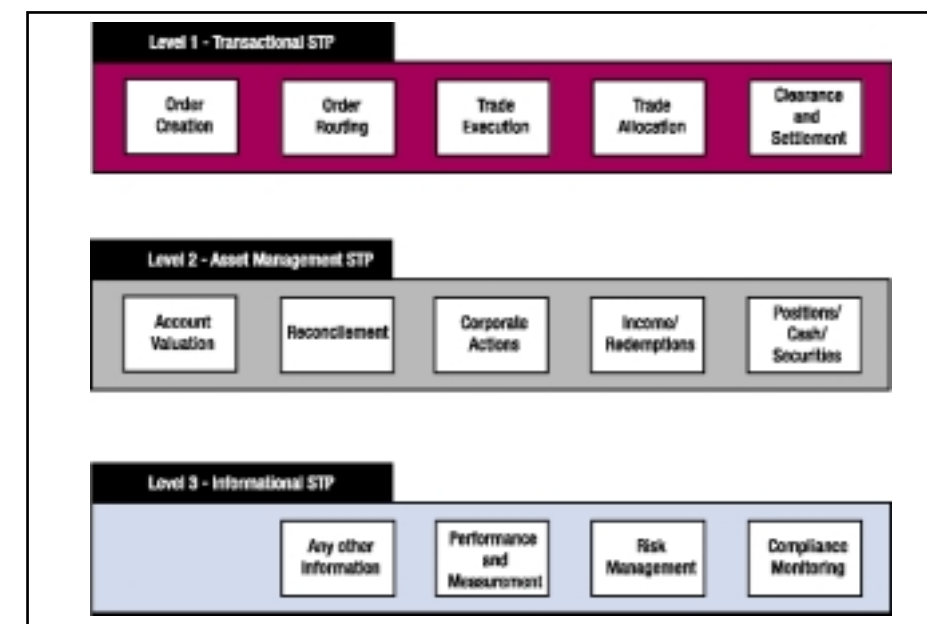 Level 1 - Transactional STP
Order
Creation
Order
Routing
Trade
Execution
Trade
Allocation
Clearance
and
Settlement
Level 2 - Asset Management STP
Account
Valuation
Reconcilement
Corporate
Actions
Income/
Redemptions
Positions/
Cash/
Securities
Level 3 - Informational STP
Any other
Information
Performance
and
Measurement
Risk
Management
Compliance
Monitoring